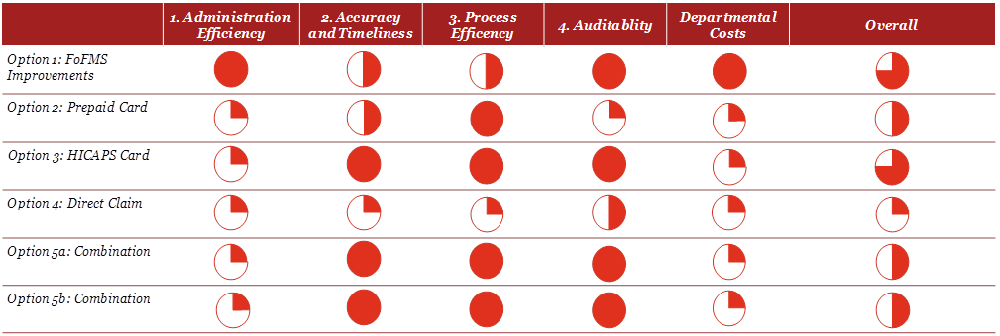 1. Administration Efficiency
2. Accuracy and Timeliness
3. Process Efficency
4. Auditablity
Departmental Costs
Overall
Option 1: FoFMS Improvements
Option 2: Prepaid Card
Option 3: HICAPS Card
Option 4: Direct Claim
Option 5a: Combination
Option 5b: Combination